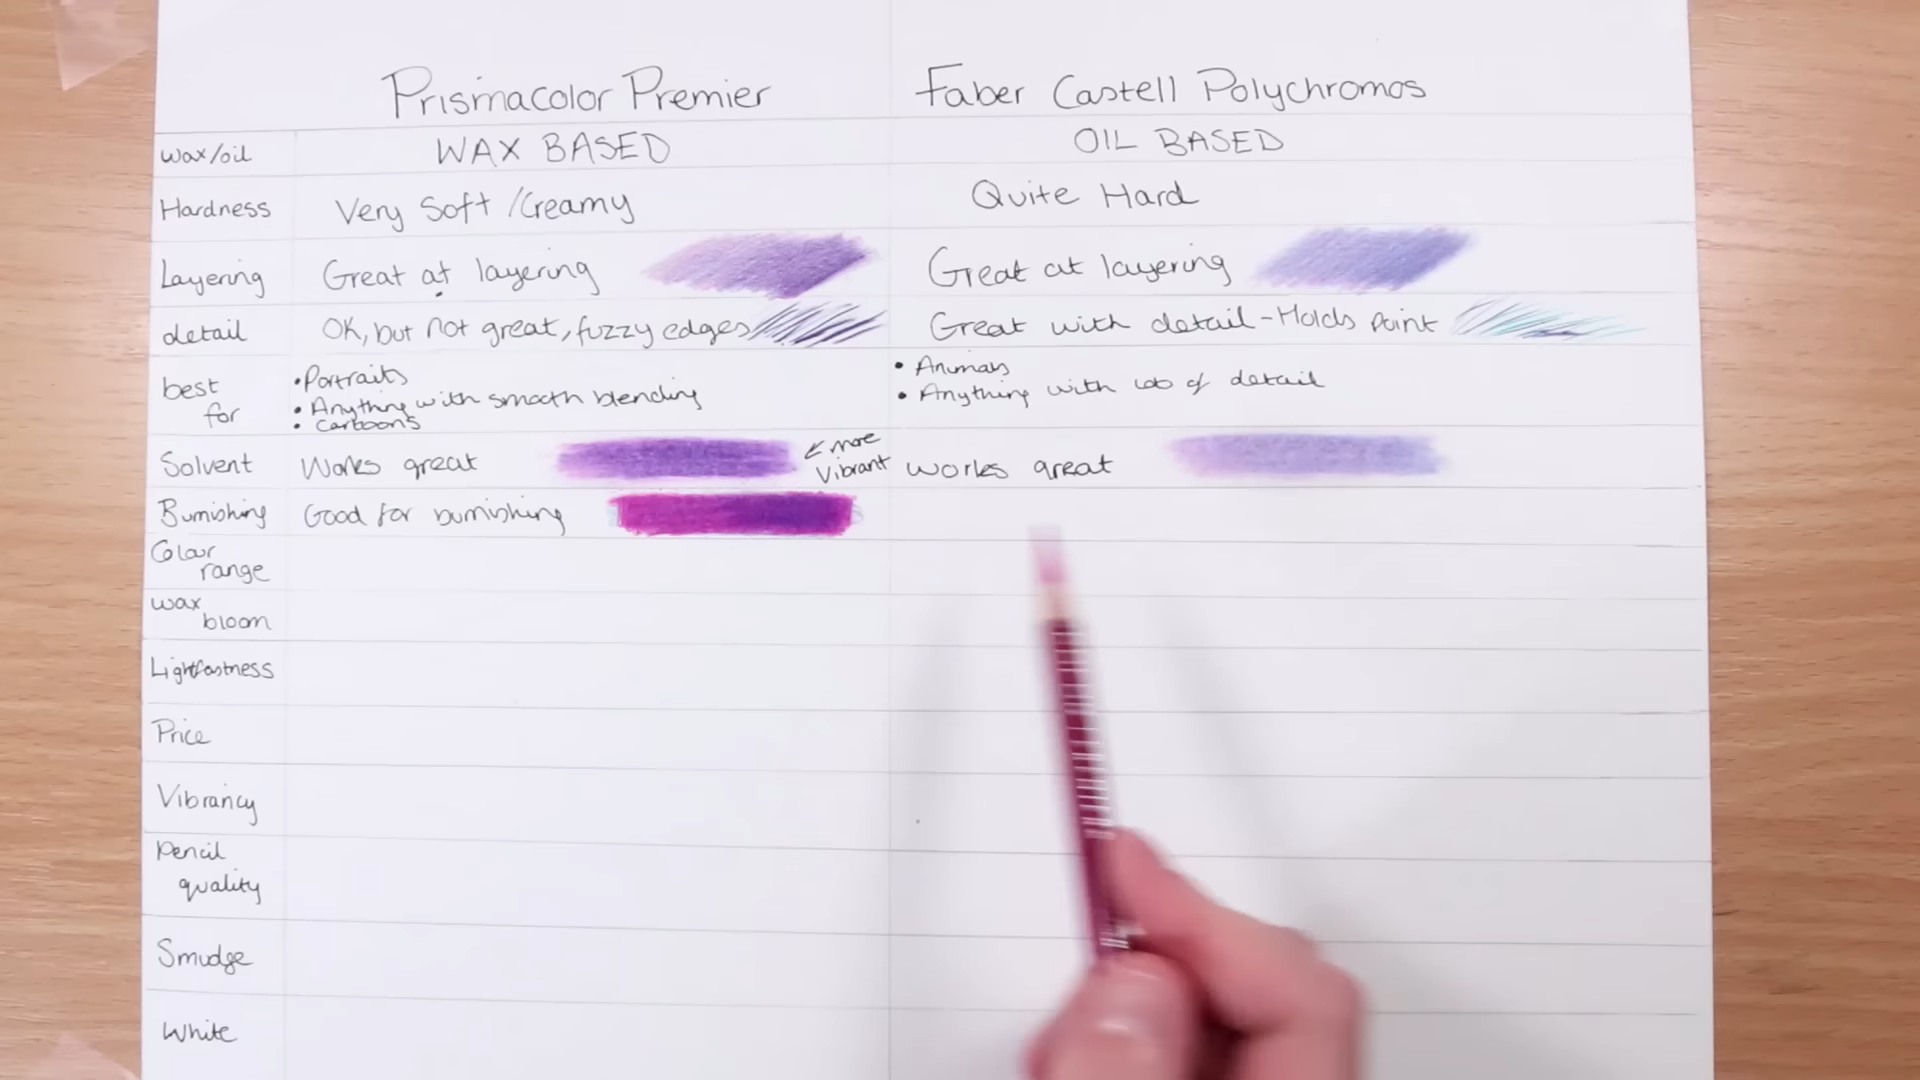 Prismacolor Premier Faber Castell Polychromos
wax/oil WAX BASED OIL BASED
Hardness Very Soft /Creamy Quite Hard
Layering Great at layering Great at layering
detail OK, but not great, fuzzy edges Great with detail - Holds point
best for
• Portraits
• Anything with smooth blending
• Cartoons
• Animals
• Anything with lots of detail
Solvent Works great ← more vibrant works great
Burnishing Good for burnishing
Colour range
wax bloom
Lightfastness
Price
Vibrancy
Pencil quality
Smudge
White